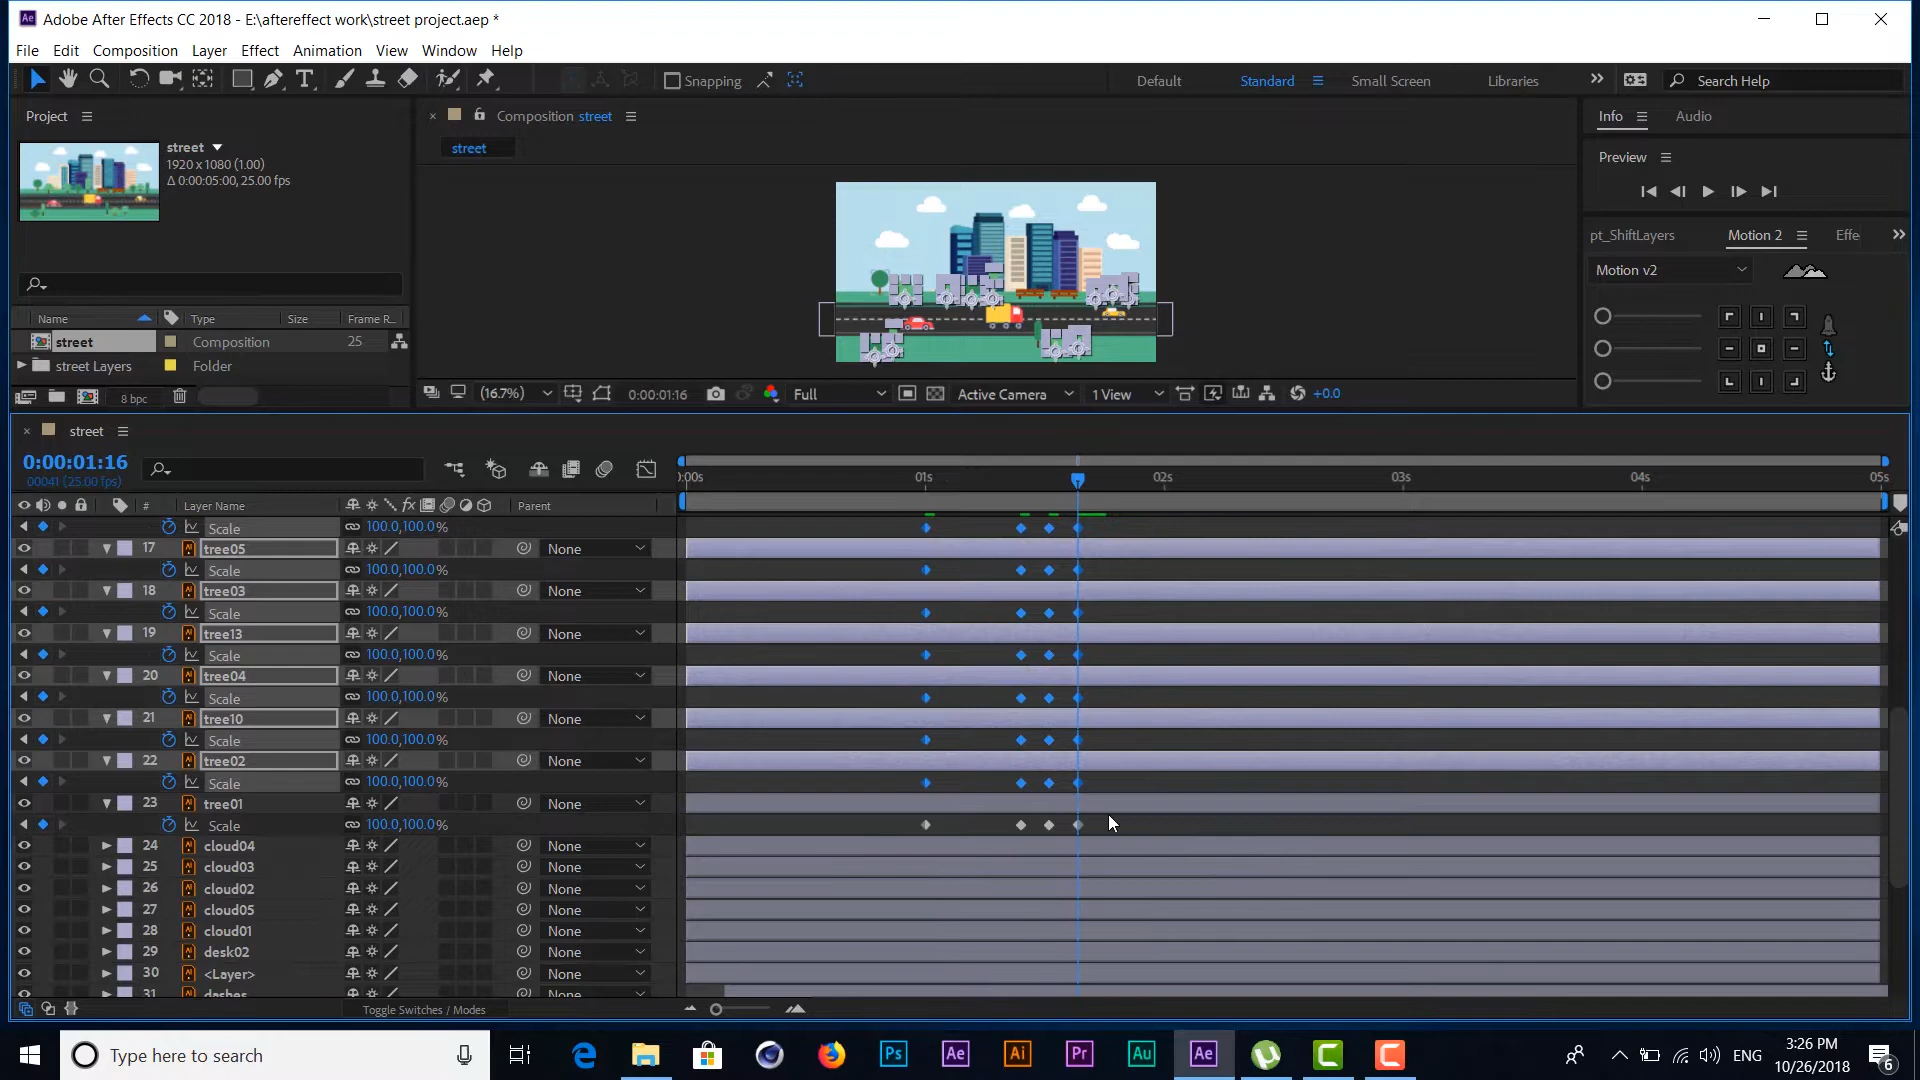 Adobe After Effects CC 2018 - E:\aftereffect work\street project.aep *
File Edit Composition Layer Effect Animation View Window Help
Snapping Default Standard Small Screen Libraries Search Help
Project Composition street Info Audio
street street Preview
1920 x 1080 (1.00)
Δ 0:00:05:00, 25.00 fps
pt_ShiftLayers Motion 2 Effe
Motion v2
Name Type Size Frame R...
street Composition 25
street Layers Folder
8 bpc (16.7%) 0:00:01:16 Full Active Camera 1 View +0.0
street
0:00:01:16
00041 (25.00 fps)
0:00s 01s 02s 03s 04s 05s
# Layer Name Parent
Scale 100.0,100.0%
17 tree05 None
Scale 100.0,100.0%
18 tree03 None
Scale 100.0,100.0%
19 tree13 None
Scale 100.0,100.0%
20 tree04 None
Scale 100.0,100.0%
21 tree10 None
Scale 100.0,100.0%
22 tree02 None
Scale 100.0,100.0%
23 tree01 None
Scale 100.0,100.0%
24 cloud04 None
25 cloud03 None
26 cloud02 None
27 cloud05 None
28 cloud01 None
29 desk02 None
30 <Layer> None
31 dashes None
Toggle Switches / Modes
Type here to search
Ps Ae Ai Pr Au Ae
ENG
3:26 PM
10/26/2018
6